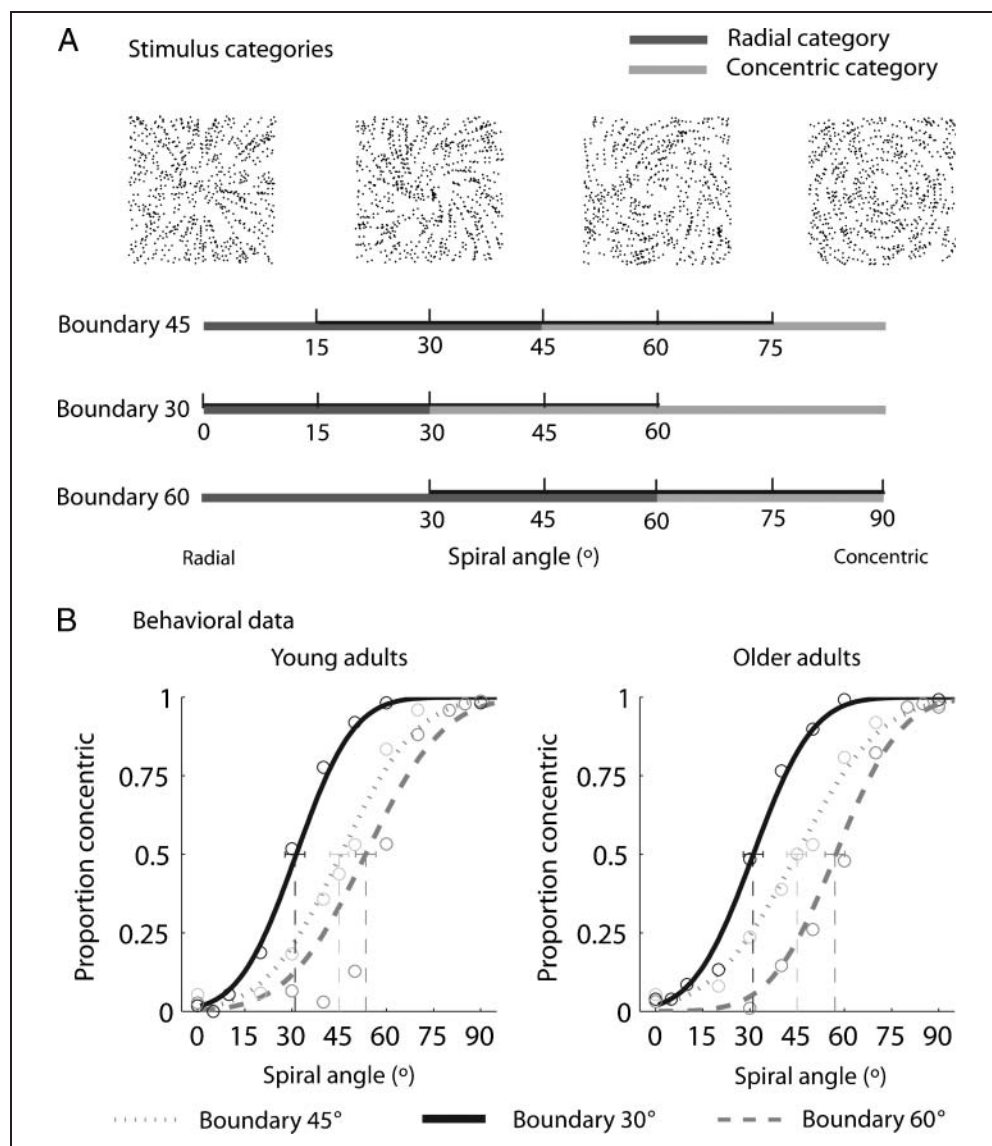 A
Stimulus categories
Radial category
Concentric category
Boundary 45
15 30 45 60 75
Boundary 30
0 15 30 45 60
Boundary 60
30 45 60 75 90
Radial Spiral angle (º) Concentric
B Behavioral data
Young adults Older adults
Proportion concentric
1
0.75
0.5
0.25
0
0 15 30 45 60 75 90
Spiral angle (º)
Proportion concentric
1
0.75
0.5
0.25
0
0 15 30 45 60 75 90
Spiral angle (º)
Boundary 45° Boundary 30° Boundary 60°